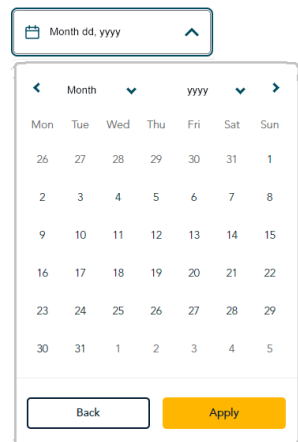 Month dd, yyyy
Month yyyy
Mon Tue Wed Thu Fri Sat Sun
26 27 28 29 30 31 1
2 3 4 5 6 7 8
9 10 11 12 13 14 15
16 17 18 19 20 21 22
23 24 25 26 27 28 29
30 31 1 2 3 4 5
Back Apply